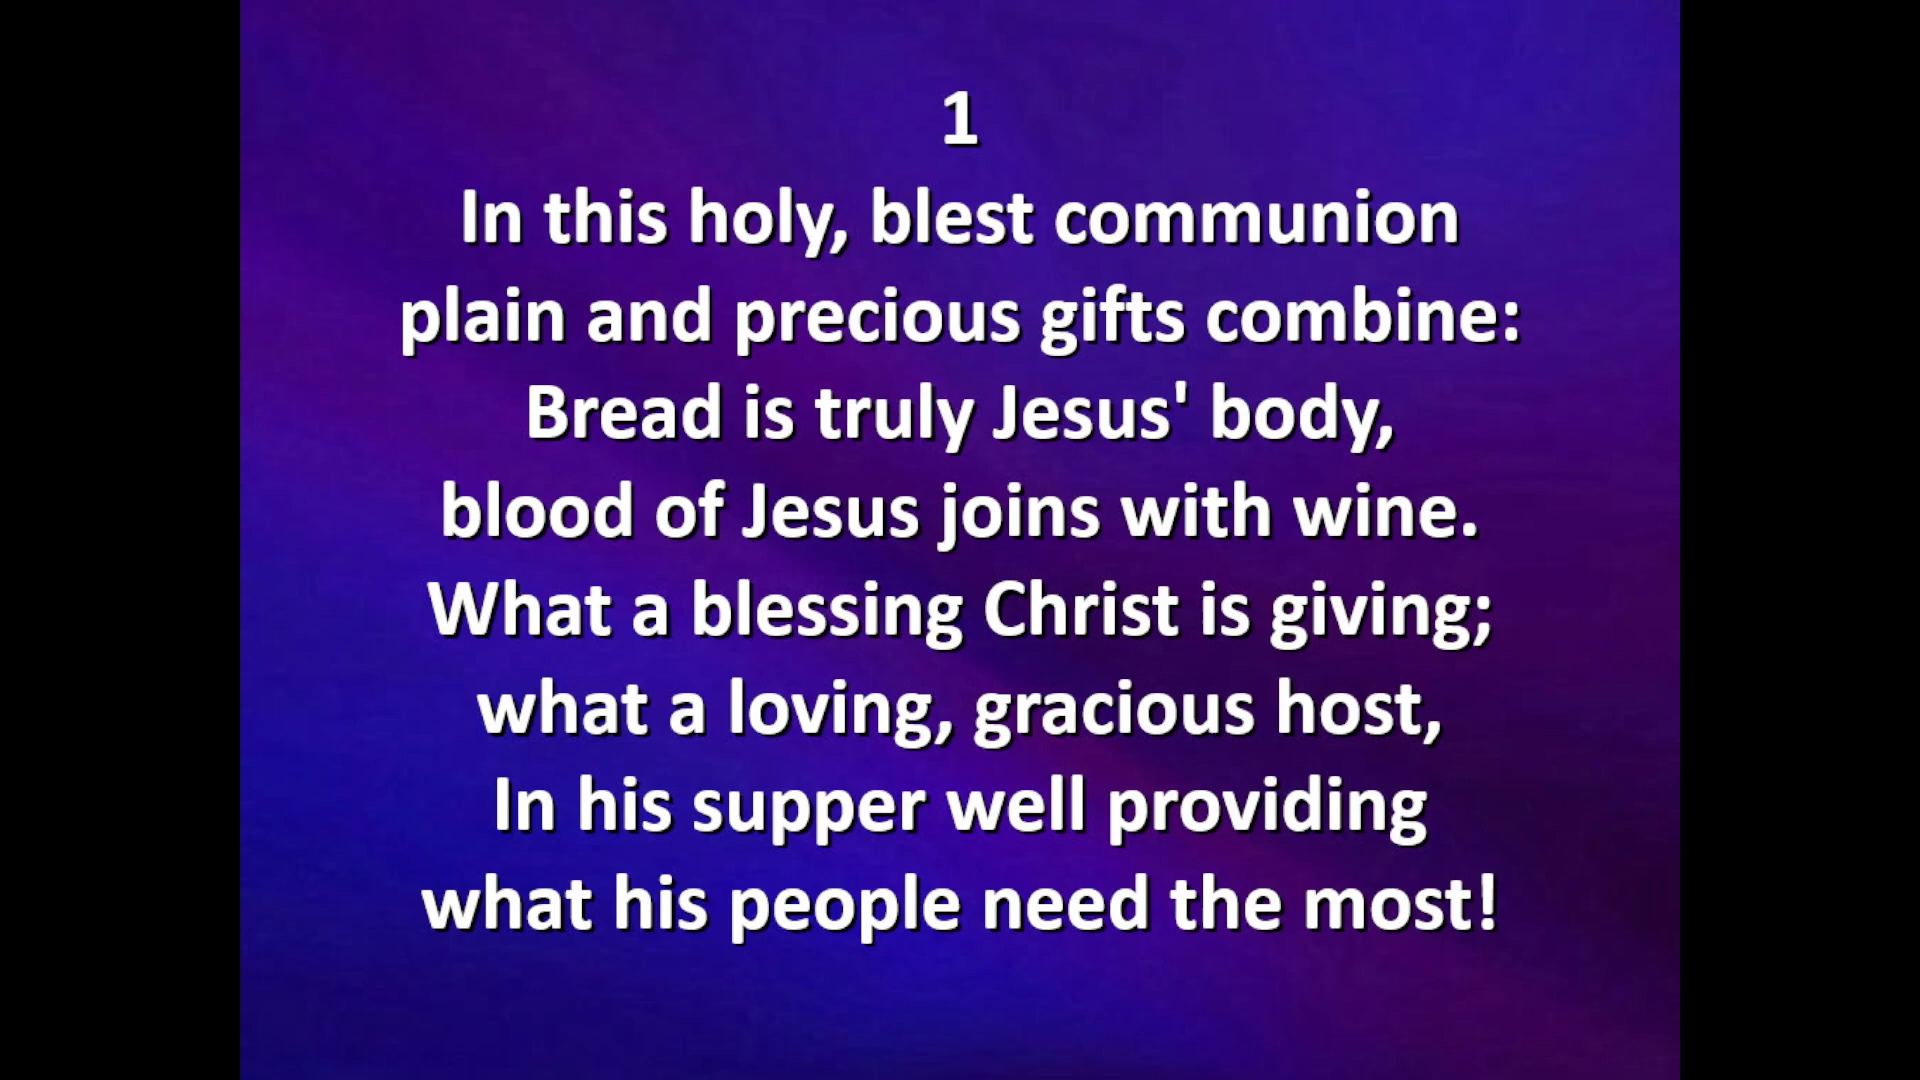 1
In this holy, blest communion
plain and precious gifts combine:
Bread is truly Jesus' body,
blood of Jesus joins with wine.
What a blessing Christ is giving;
what a loving, gracious host,
In his supper well providing
what his people need the most!